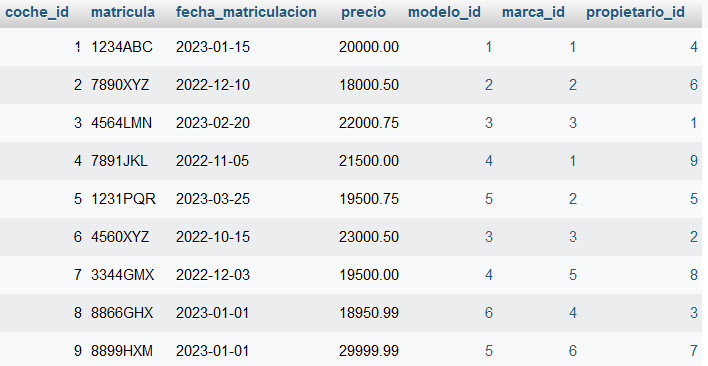 coche_id matricula fecha_matriculacion precio modelo_id marca_id propietario_id
1 1234ABC 2023-01-15 20000.00 1 1 4
2 7890XYZ 2022-12-10 18000.50 2 2 6
3 4564LMN 2023-02-20 22000.75 3 3 1
4 7891JKL 2022-11-05 21500.00 4 1 9
5 1231PQR 2023-03-25 19500.75 5 2 5
6 4560XYZ 2022-10-15 23000.50 3 3 2
7 3344GMX 2022-12-03 19500.00 4 5 8
8 8866GHX 2023-01-01 18950.99 6 4 3
9 8899HXM 2023-01-01 29999.99 5 6 7